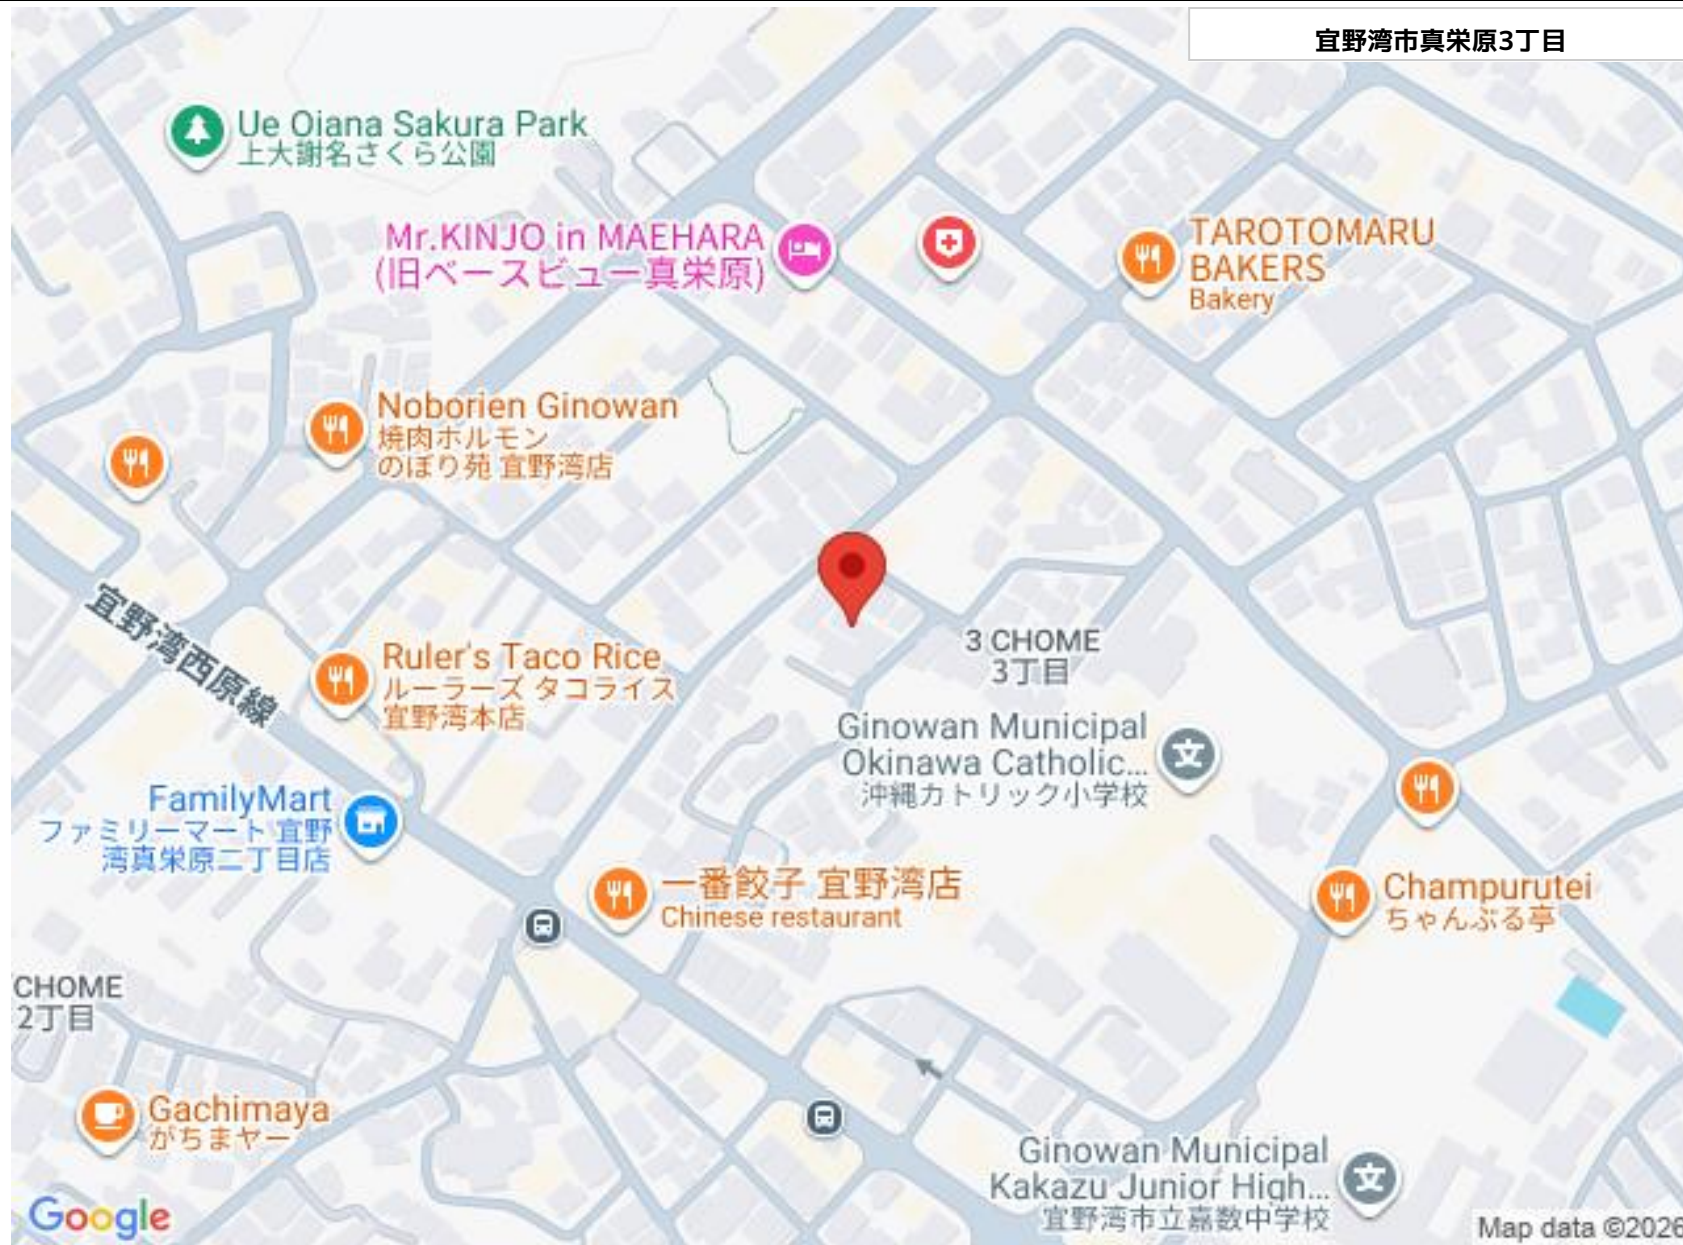 宜野湾市真栄原3丁目
Ue Oiana Sakura Park
上大謝名さくら公園
Mr.KINJO in MAEHARA
(旧ベースビュー真栄原)
TAROTOMARU
BAKERS
Bakery
Noborien Ginowan
焼肉ホルモン
のぼり苑 宜野湾店
宜野湾西原線
3 CHOME
3丁目
Ruler's Taco Rice
ルーラーズ タコライス
宜野湾本店
Ginowan Municipal
Okinawa Catholic...
沖縄カトリック小学校
FamilyMart
ファミリーマート 宜野
湾真栄原二丁目店
一番餃子 宜野湾店
Chinese restaurant
Champurutei
ちゃんぷる亭
CHOME
2丁目
Gachimaya
がちまヤー
Ginowan Municipal
Kakazu Junior High...
宜野湾市立嘉数中学校
文
文
Google
Map data ©2026